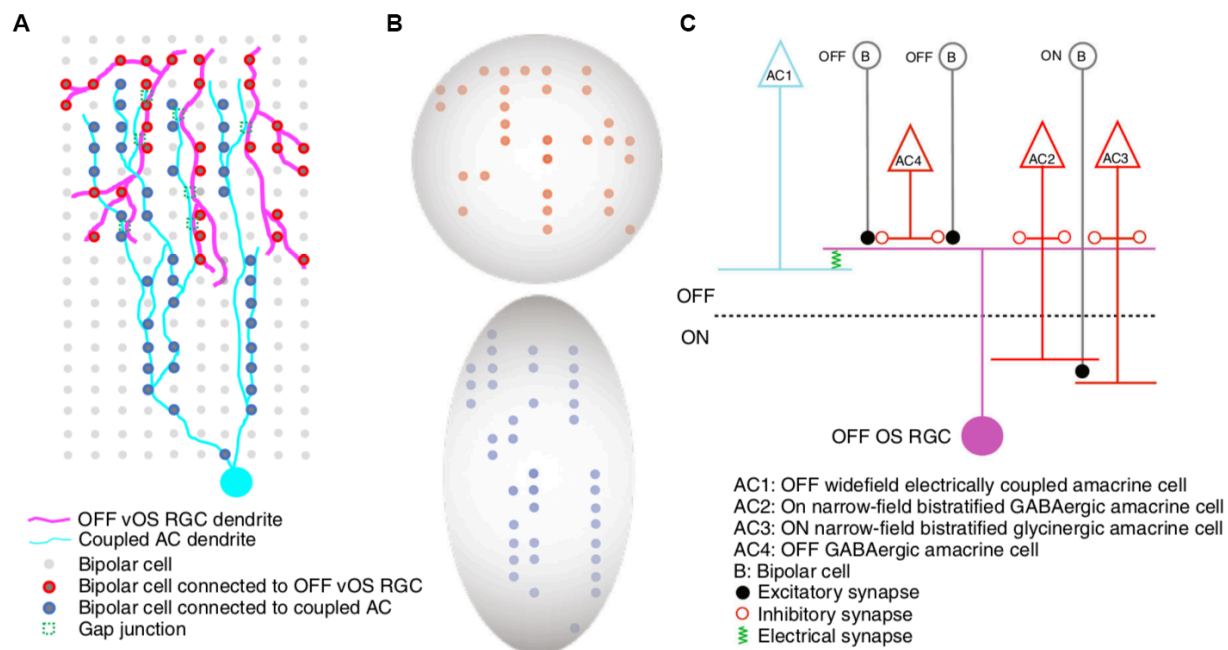 A
B
C
OFF vOS RGC dendrite
Coupled AC dendrite
Bipolar cell
Bipolar cell connected to OFF vOS RGC
Bipolar cell connected to coupled AC
Gap junction
OFF B
OFF B
ON B
AC1
AC4
AC2
AC3
OFF
ON
OFF OS RGC
AC1: OFF widefield electrically coupled amacrine cell
AC2: On narrow-field bistratified GABAergic amacrine cell
AC3: ON narrow-field bistratified glycinergic amacrine cell
AC4: OFF GABAergic amacrine cell
B: Bipolar cell
Excitatory synapse
Inhibitory synapse
Electrical synapse